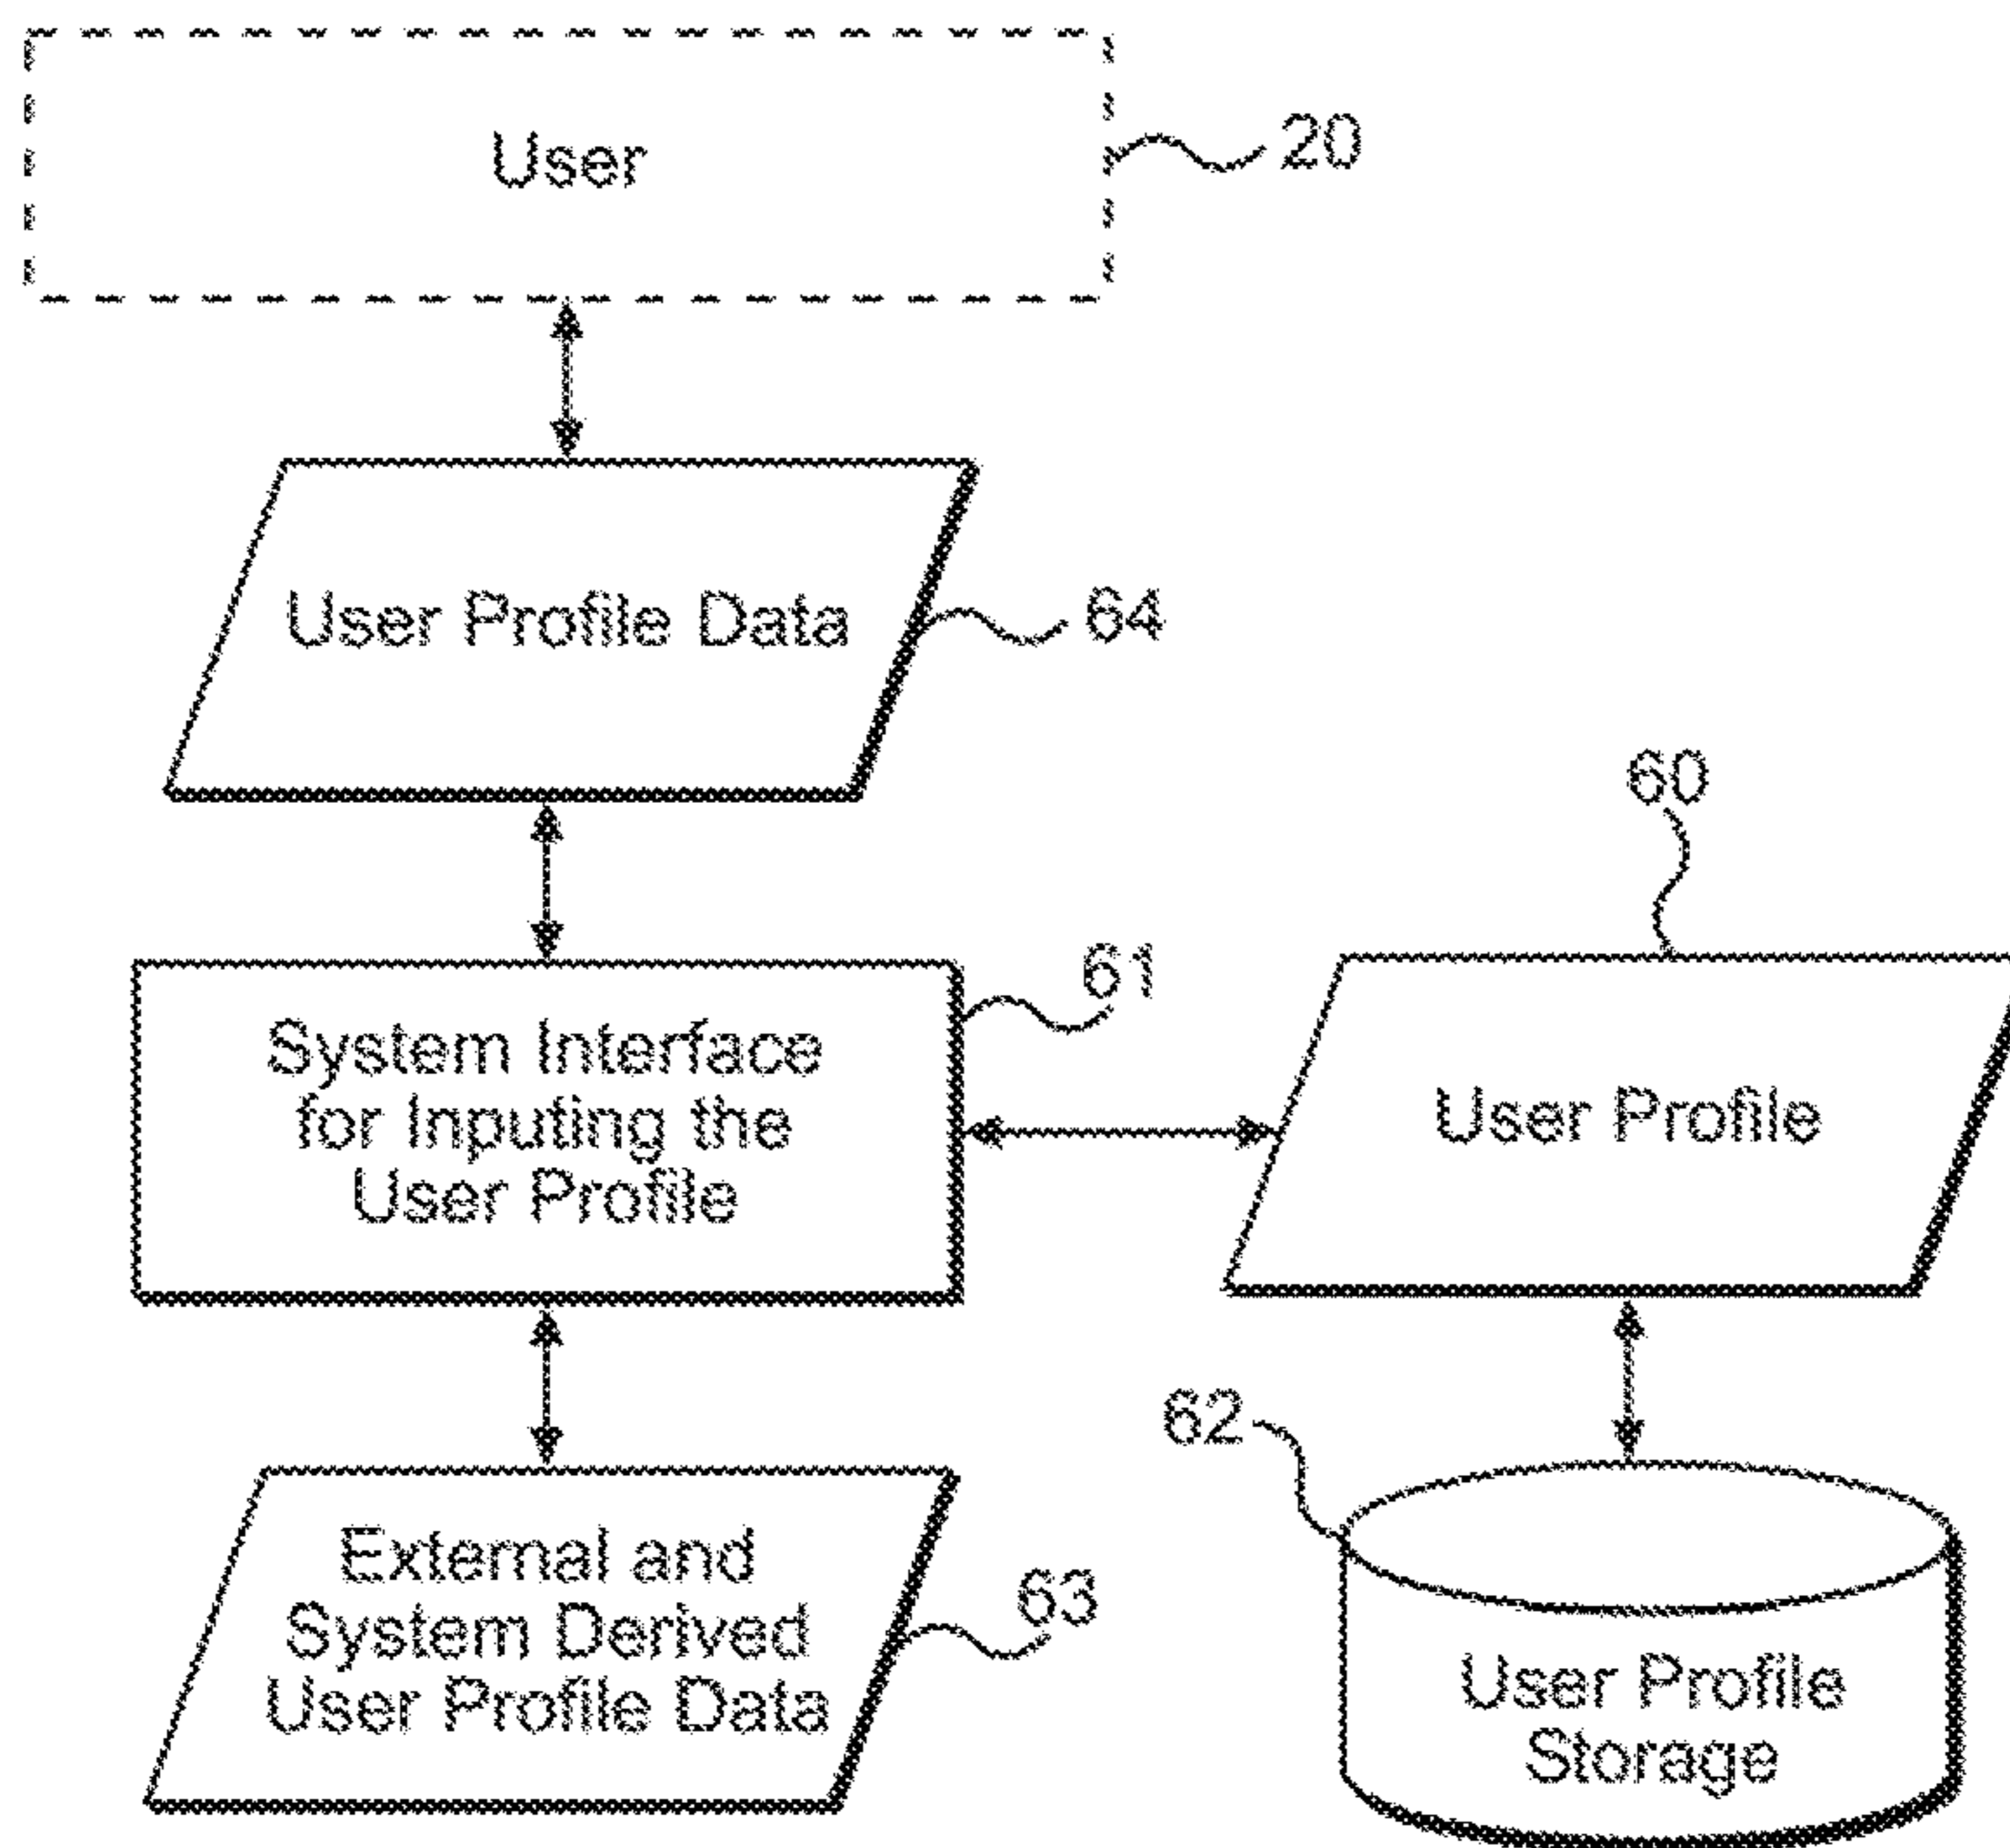 User
20
User Profile Data
64
60
61
System Interface
for Inputing the
User Profile
User Profile
62
External and
System Derived
User Profile Data
63
User Profile
Storage